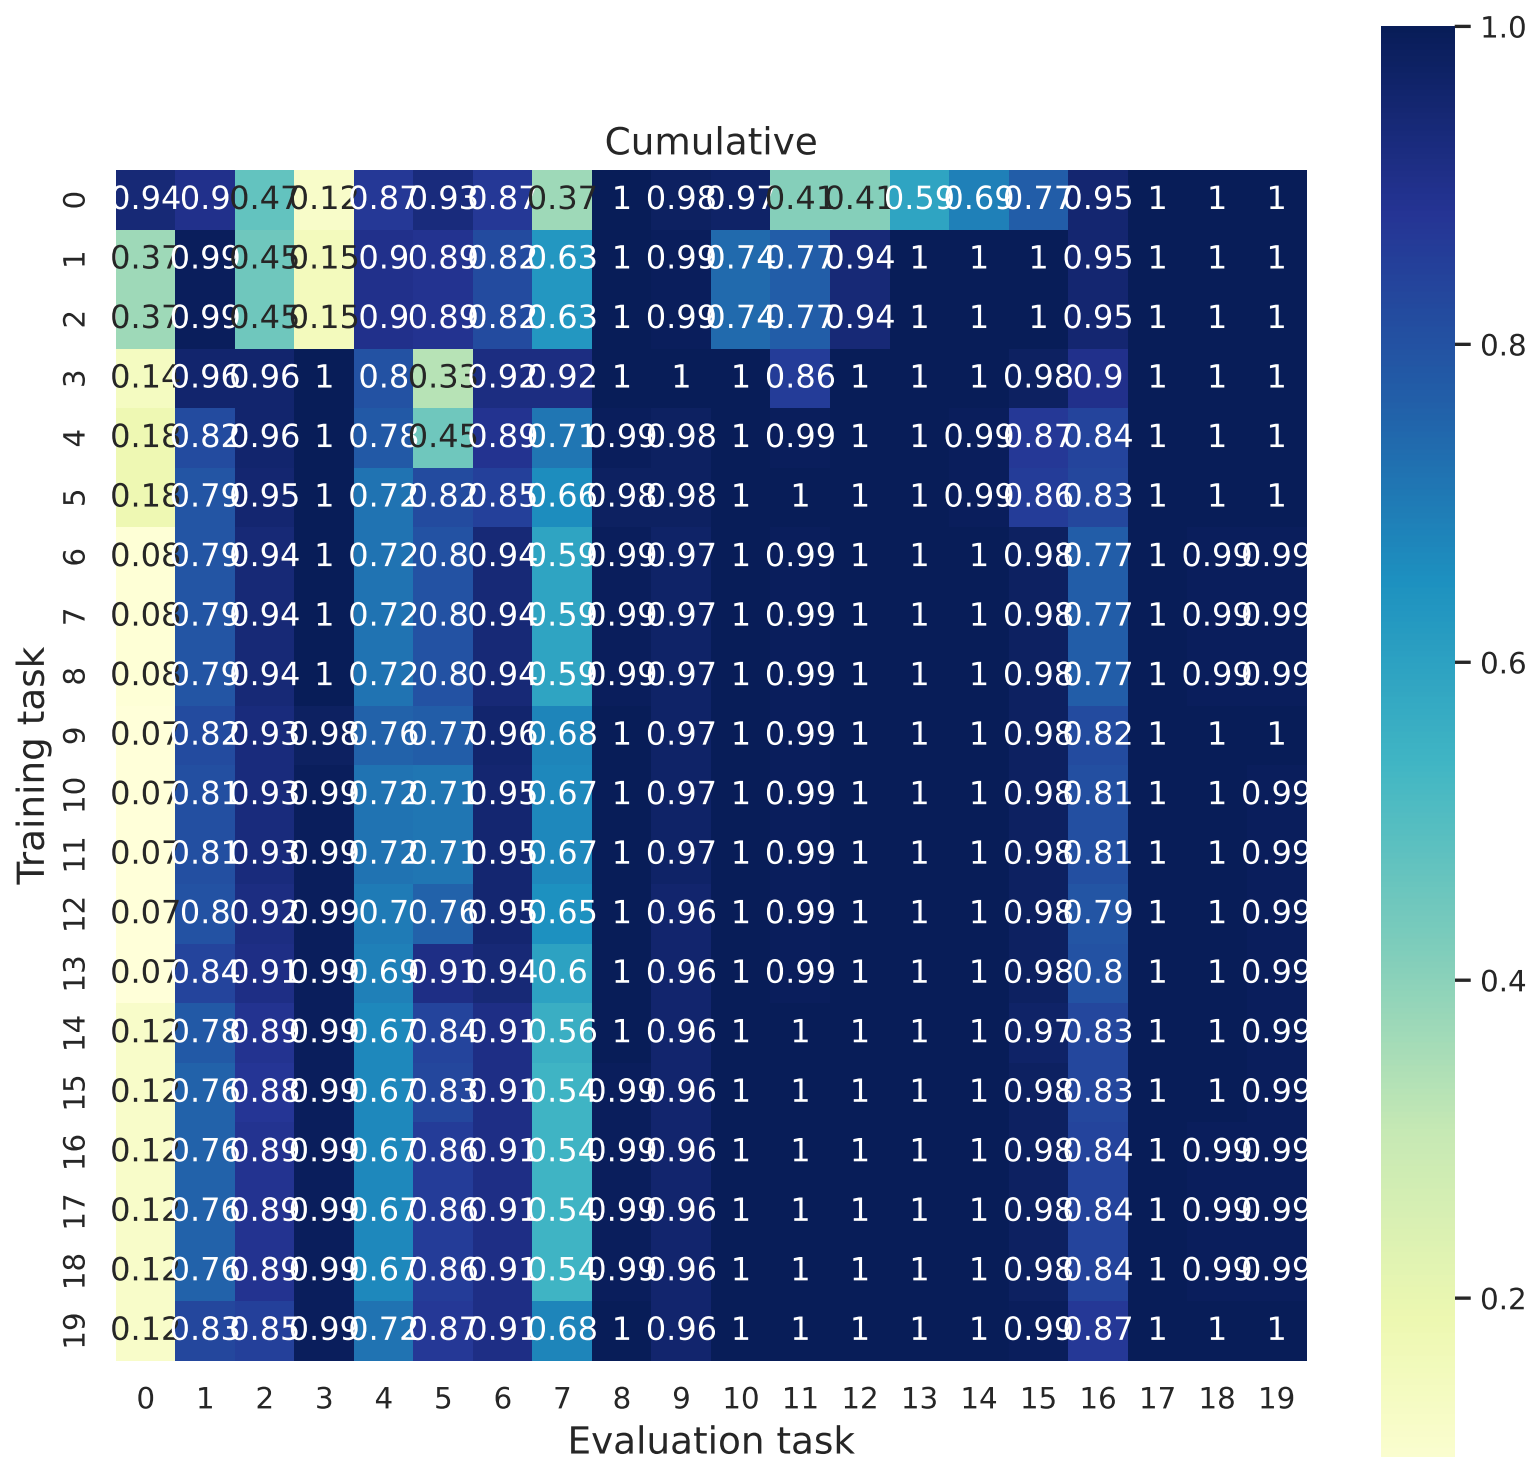 Cumulative
0 0.94 0.9 0.47 0.12 0.87 0.93 0.87 0.37 1 0.98 0.97 0.41 0.41 0.59 0.69 0.77 0.95 1 1 1
1 0.37 0.99 0.45 0.15 0.9 0.89 0.82 0.63 1 0.99 0.74 0.77 0.94 1 1 1 0.95 1 1 1
2 0.37 0.99 0.45 0.15 0.9 0.89 0.82 0.63 1 0.99 0.74 0.77 0.94 1 1 1 0.95 1 1 1
3 0.14 0.96 0.96 1 0.8 0.33 0.92 0.92 1 1 1 0.86 1 1 1 0.98 0.9 1 1 1
4 0.18 0.82 0.96 1 0.78 0.45 0.89 0.71 0.99 0.98 1 0.99 1 1 0.99 0.87 0.84 1 1 1
5 0.18 0.79 0.95 1 0.72 0.82 0.85 0.66 0.98 0.98 1 1 1 1 0.99 0.86 0.83 1 1 1
6 0.08 0.79 0.94 1 0.72 0.8 0.94 0.59 0.99 0.97 1 0.99 1 1 1 0.98 0.77 1 0.99 0.99
7 0.08 0.79 0.94 1 0.72 0.8 0.94 0.59 0.99 0.97 1 0.99 1 1 1 0.98 0.77 1 0.99 0.99
8 0.08 0.79 0.94 1 0.72 0.8 0.94 0.59 0.99 0.97 1 0.99 1 1 1 0.98 0.77 1 0.99 0.99
9 0.07 0.82 0.93 0.98 0.76 0.77 0.96 0.68 1 0.97 1 0.99 1 1 1 0.98 0.82 1 1 1
10 0.07 0.81 0.93 0.99 0.72 0.71 0.95 0.67 1 0.97 1 0.99 1 1 1 0.98 0.81 1 1 0.99
11 0.07 0.81 0.93 0.99 0.72 0.71 0.95 0.67 1 0.97 1 0.99 1 1 1 0.98 0.81 1 1 0.99
12 0.07 0.8 0.92 0.99 0.7 0.76 0.95 0.65 1 0.96 1 0.99 1 1 1 0.98 0.79 1 1 0.99
13 0.07 0.84 0.91 0.99 0.69 0.91 0.94 0.6 1 0.96 1 0.99 1 1 1 0.98 0.8 1 1 0.99
14 0.12 0.78 0.89 0.99 0.67 0.84 0.91 0.56 1 0.96 1 1 1 1 1 0.97 0.83 1 1 0.99
15 0.12 0.76 0.88 0.99 0.67 0.83 0.91 0.54 0.99 0.96 1 1 1 1 1 0.98 0.83 1 1 0.99
16 0.12 0.76 0.89 0.99 0.67 0.86 0.91 0.54 0.99 0.96 1 1 1 1 1 0.98 0.84 1 0.99 0.99
17 0.12 0.76 0.89 0.99 0.67 0.86 0.91 0.54 0.99 0.96 1 1 1 1 1 0.98 0.84 1 0.99 0.99
18 0.12 0.76 0.89 0.99 0.67 0.86 0.91 0.54 0.99 0.96 1 1 1 1 1 0.98 0.84 1 0.99 0.99
19 0.12 0.83 0.85 0.99 0.72 0.87 0.91 0.68 1 0.96 1 1 1 1 1 0.99 0.87 1 1 1
0 1 2 3 4 5 6 7 8 9 10 11 12 13 14 15 16 17 18 19
Evaluation task
Training task
1.0
0.8
0.6
0.4
0.2